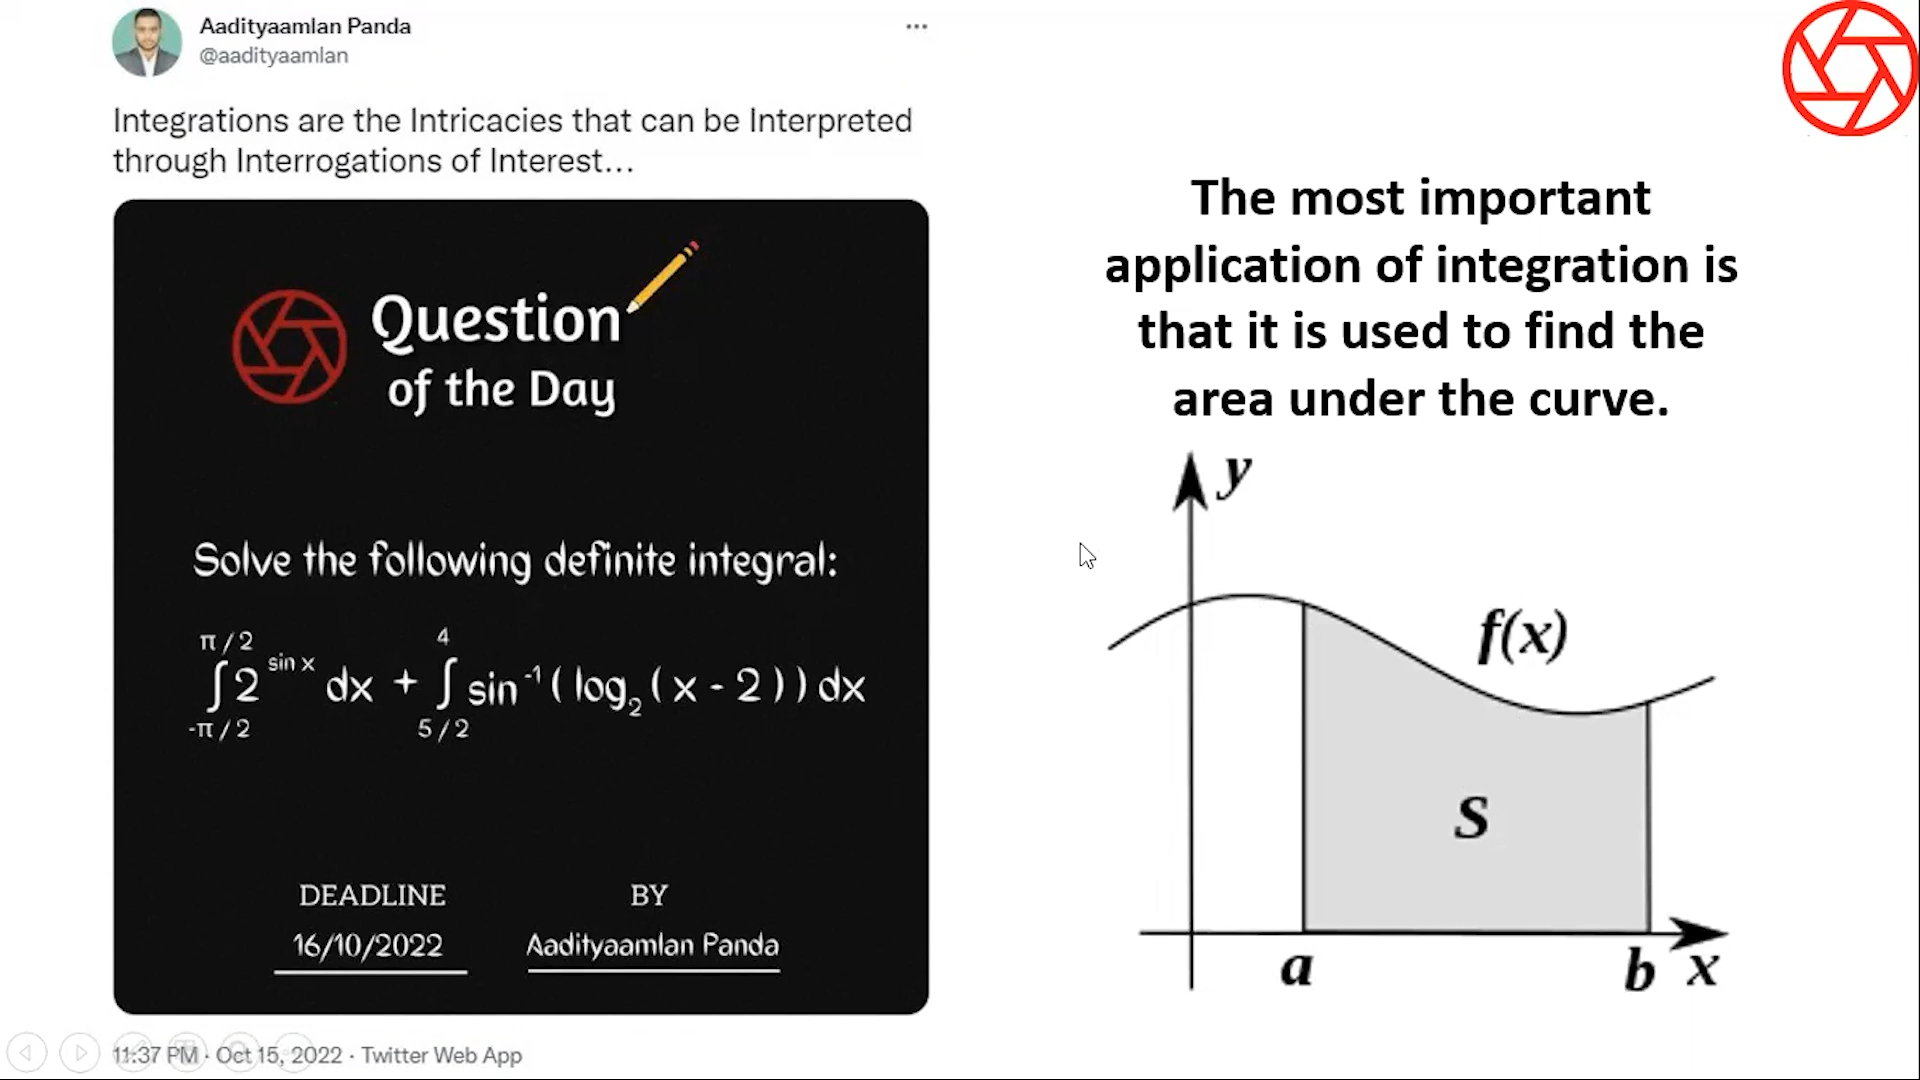 Aadityaamlan Panda
@aadityaamlan
Integrations are the Intricacies that can be Interpreted
through Interrogations of Interest...
Question
of the Day
Solve the following definite integral:
π/2
∫ 2^sin x dx + ∫ sin⁻¹(log₂(x-2)) dx
-π/2
4
5/2
DEADLINE
16/10/2022
BY
Aadityaamlan Panda
11:37 PM · Oct 15, 2022 · Twitter Web App
The most important
application of integration is
that it is used to find the
area under the curve.
y
f(x)
S
a
b
x